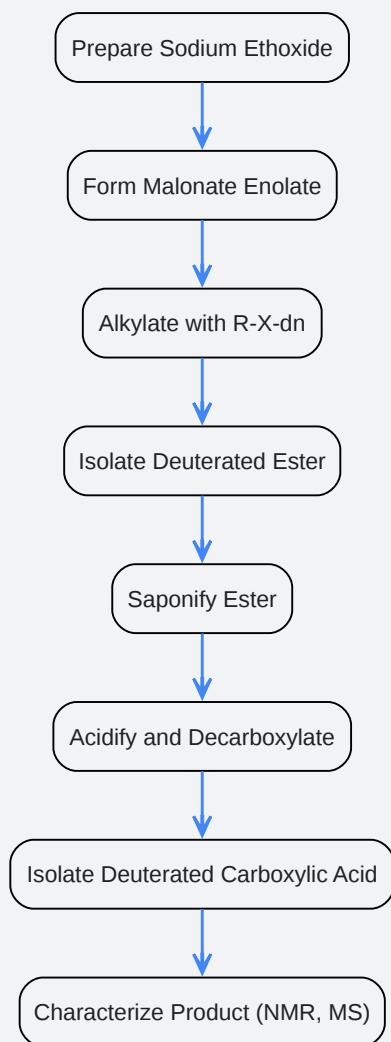 Prepare Sodium Ethoxide
Form Malonate Enolate
Alkylate with R-X-dn
Isolate Deuterated Ester
Saponify Ester
Acidify and Decarboxylate
Isolate Deuterated Carboxylic Acid
Characterize Product (NMR, MS)